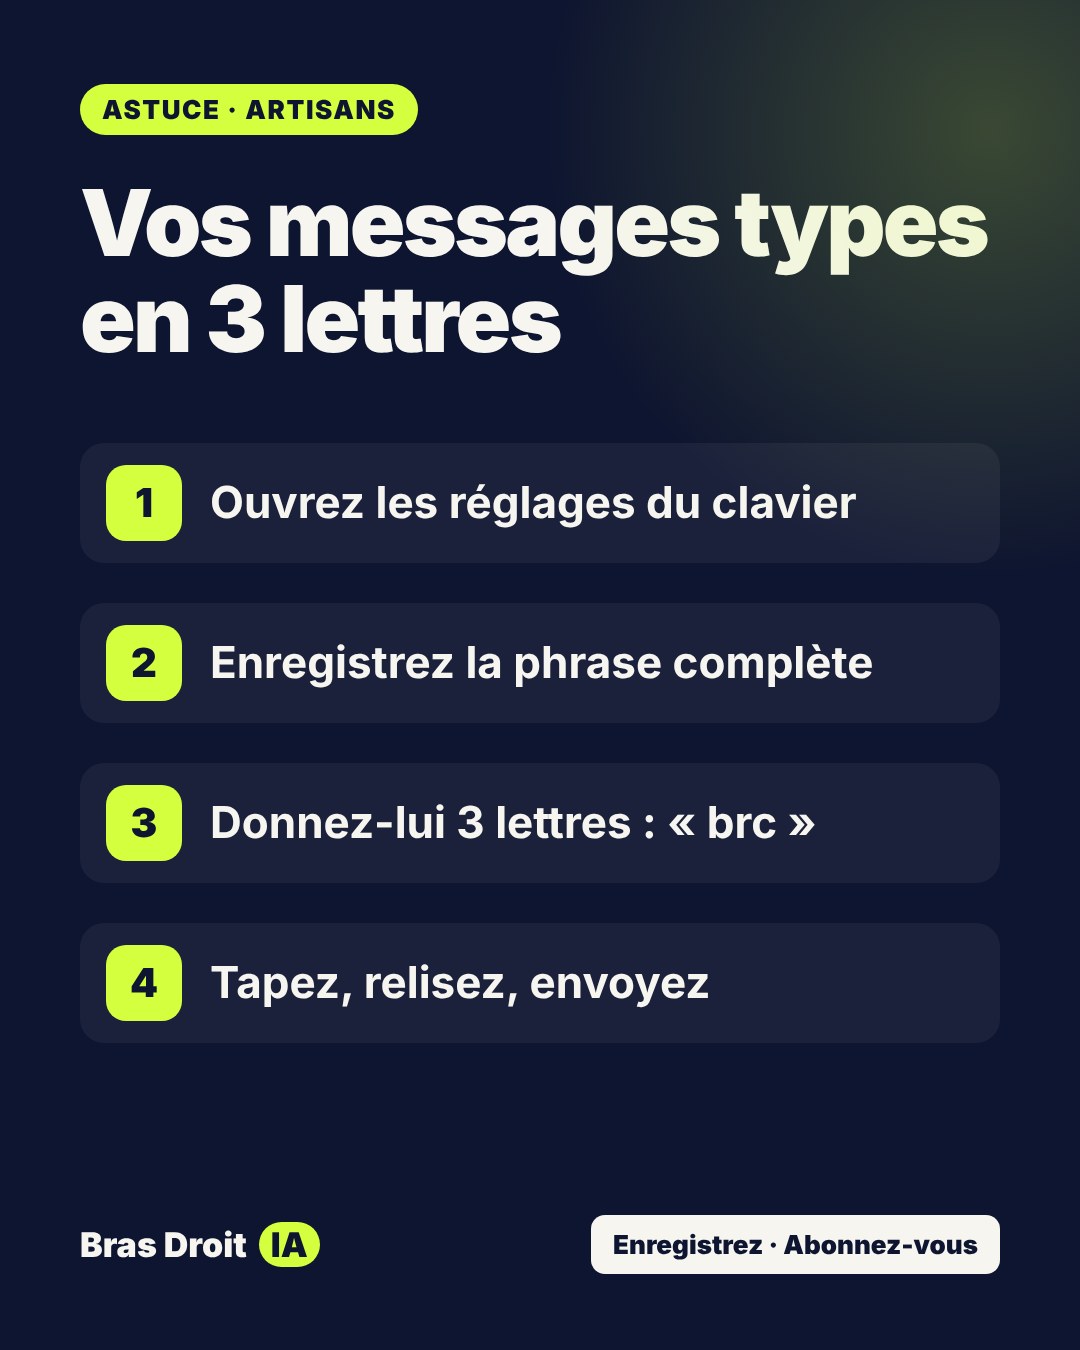 ASTUCE · ARTISANS
Vos messages types
en 3 lettres
1 Ouvrez les réglages du clavier
2 Enregistrez la phrase complète
3 Donnez-lui 3 lettres : « brc »
4 Tapez, relisez, envoyez
Bras Droit IA
Enregistrez · Abonnez-vous